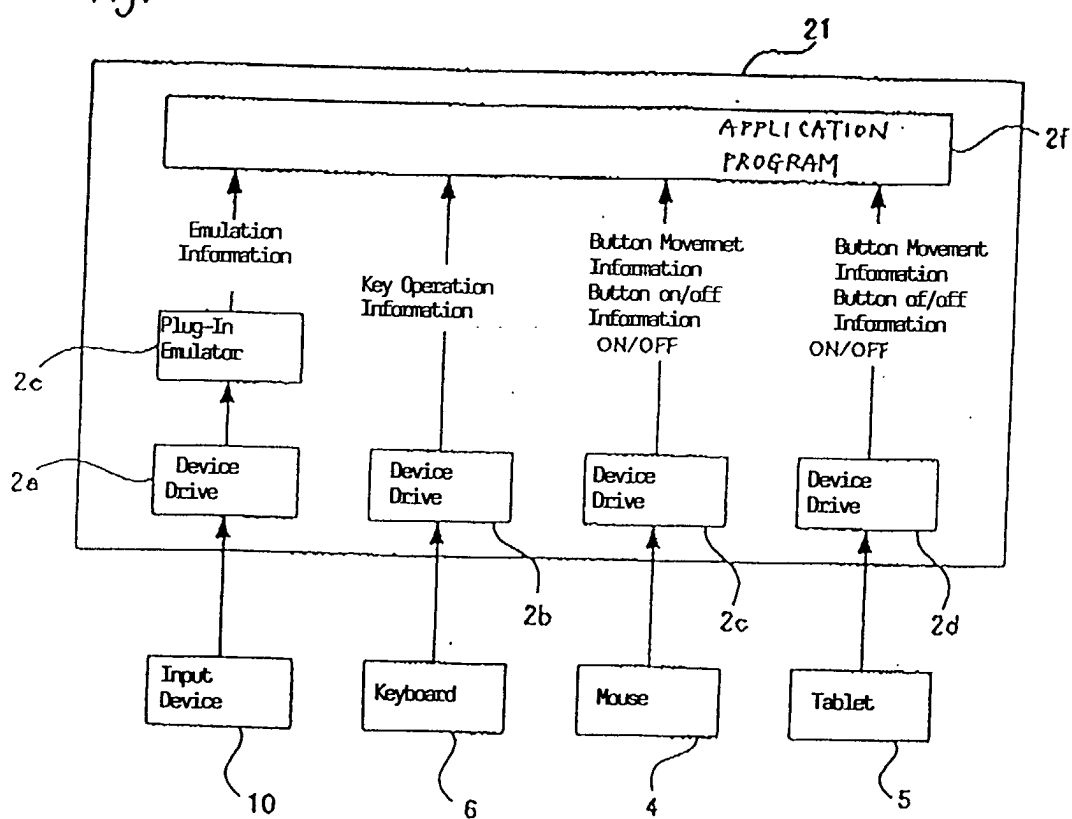 Fig.
21
APPLICATION
PROGRAM
2f
Emulation
Information
Key Operation
Information
Button Movemnet
Information
Button on/off
Information
ON/OFF
Button Movement
Information
Button of/off
Information
ON/OFF
Plug-In
Emulator
2c
Device
Drive
2a
Device
Drive
2b
Device
Drive
2c
Device
Drive
2d
Input
Device
10
Keyboard
6
Mouse
4
Tablet
5